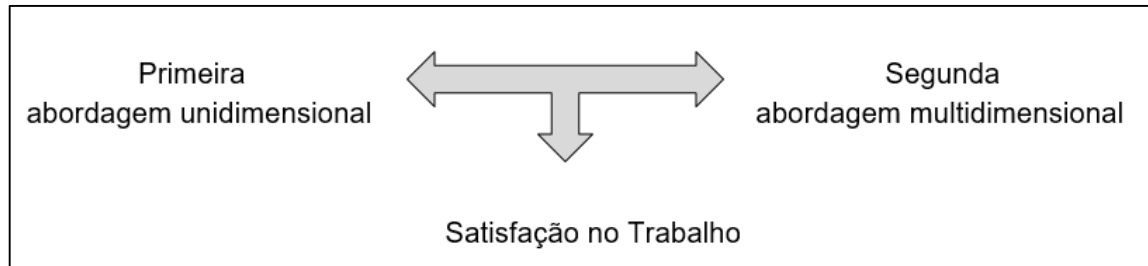 Primeira
abordagem unidimensional
Segunda
abordagem multidimensional
Satisfação no Trabalho